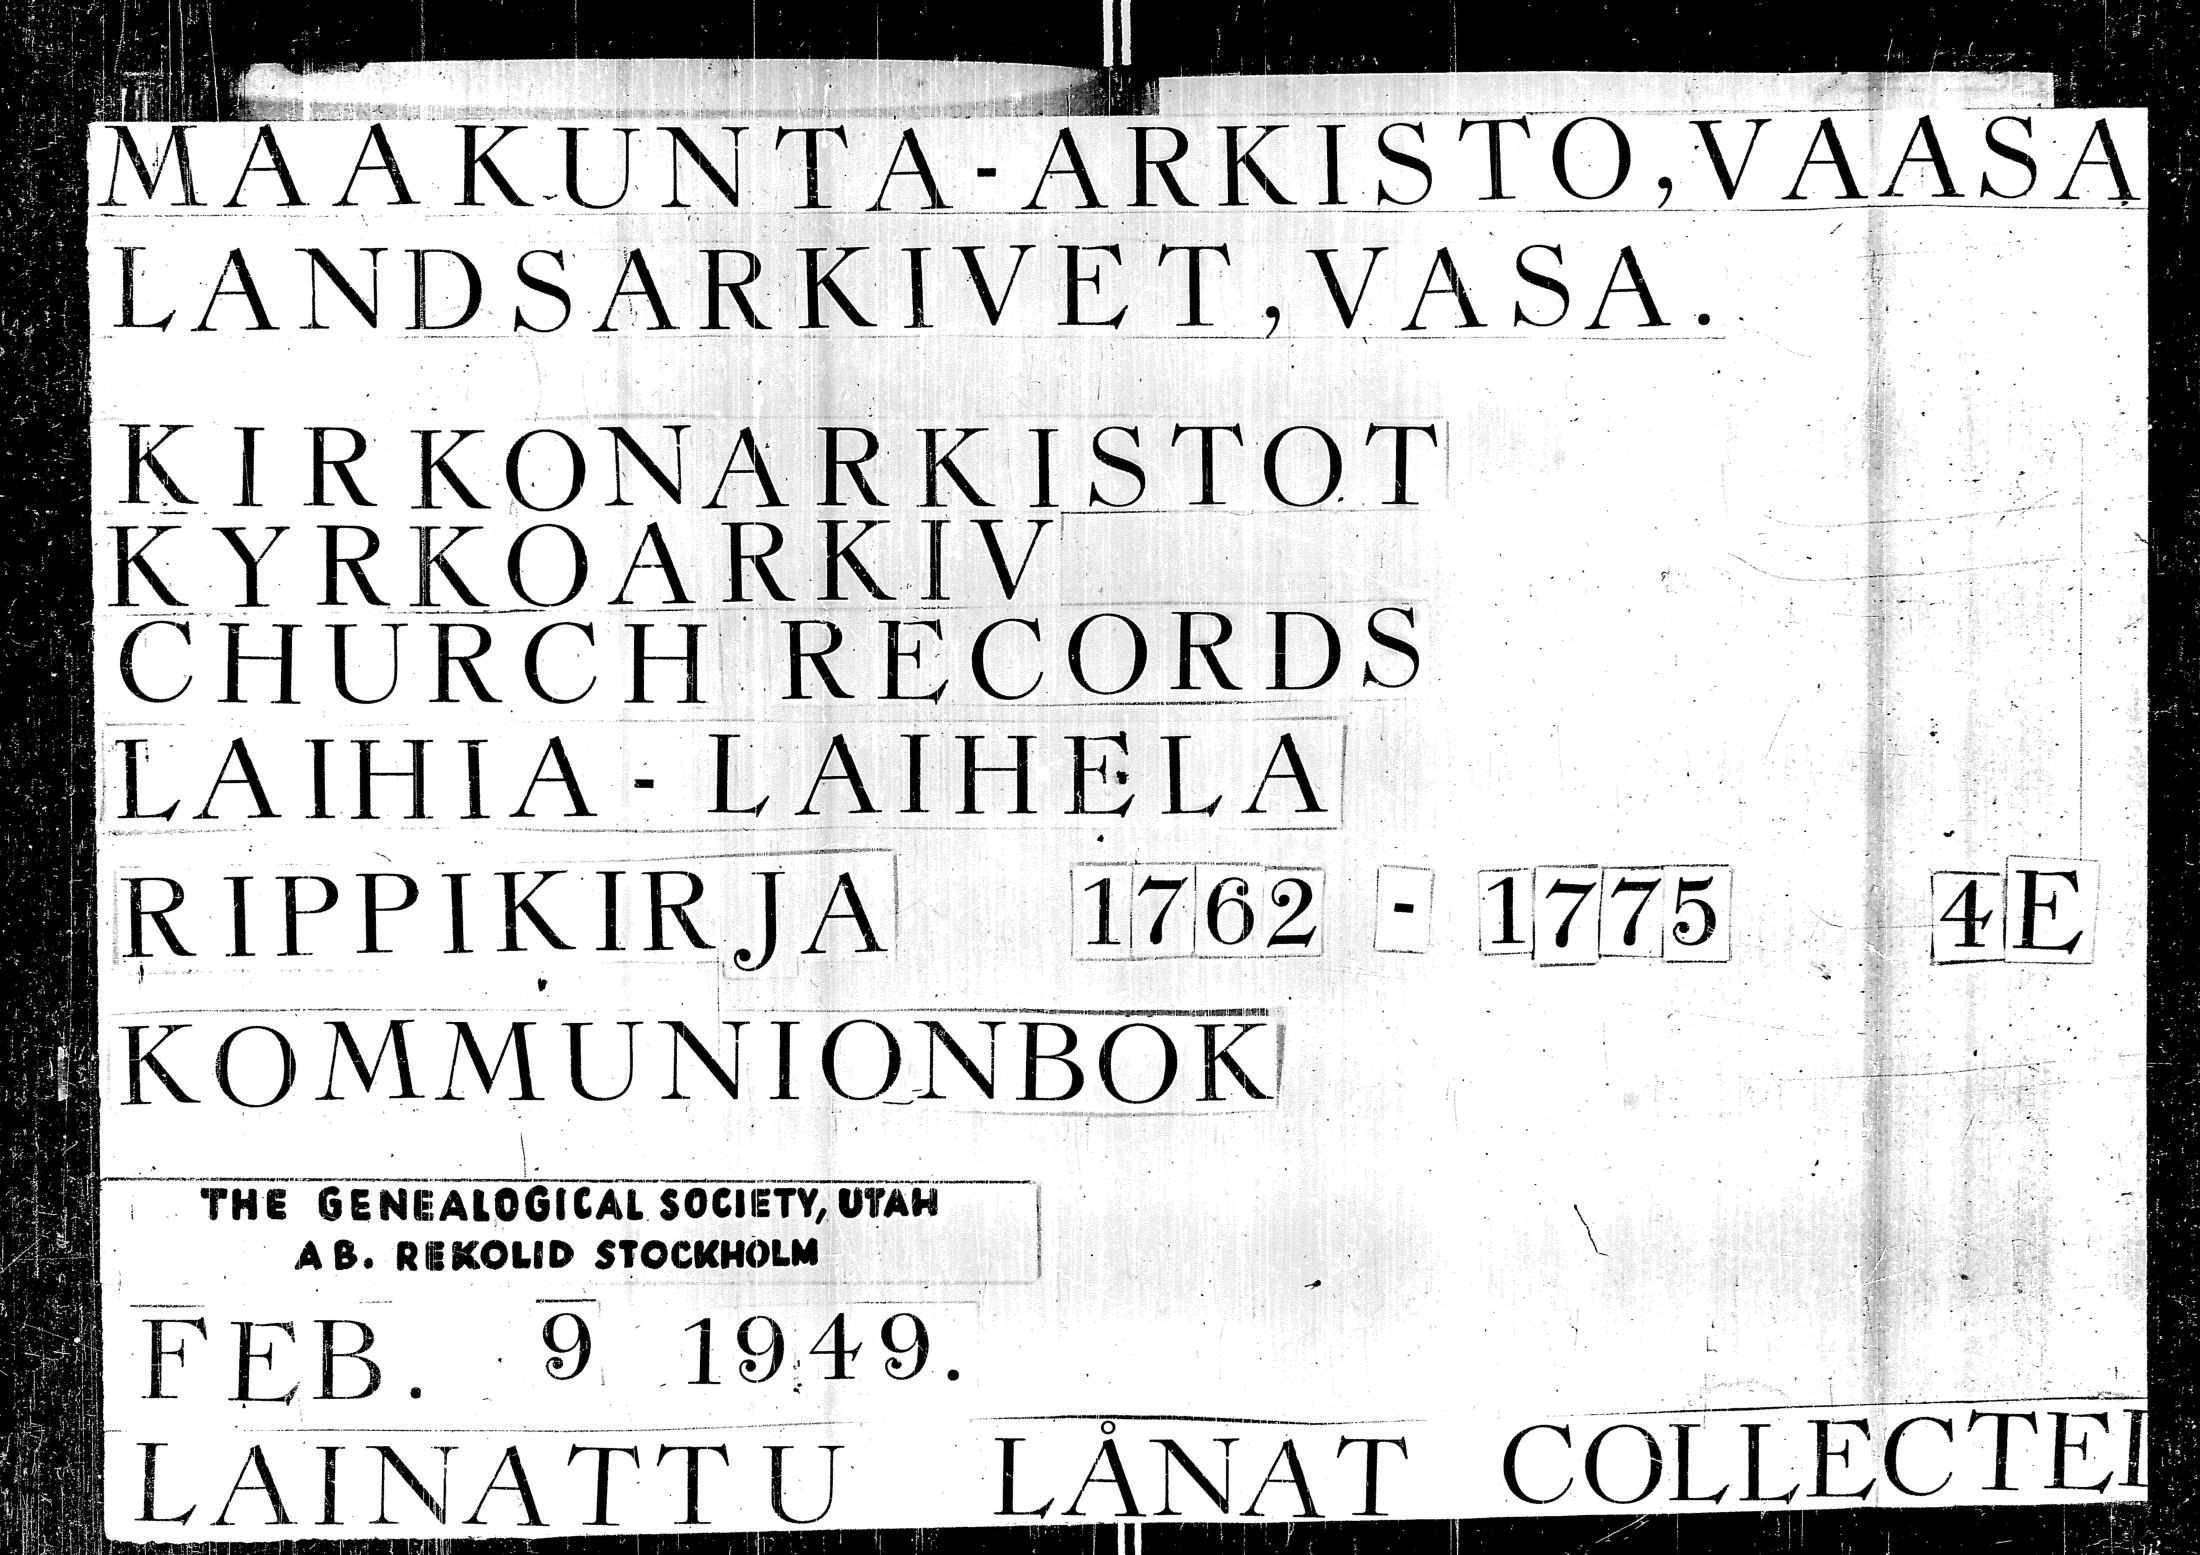 MAAKUNTA-ARKISTO, VAASA
LANDSARKIVET, VASA.
KIRKONARKISTOT
KYRKOARKIV
CHURCH RECORDS
LAIHIA - LAIHELA
RIPPIKIRJA 1762 - 1775 4E
KOMMUNIONBOK
THE GENEALOGICAL SOCIETY, UTAH
AB. REKOLID STOCKHOLM
FEB. 9 1949.
LAINATTU LÅNAT COLLECTE